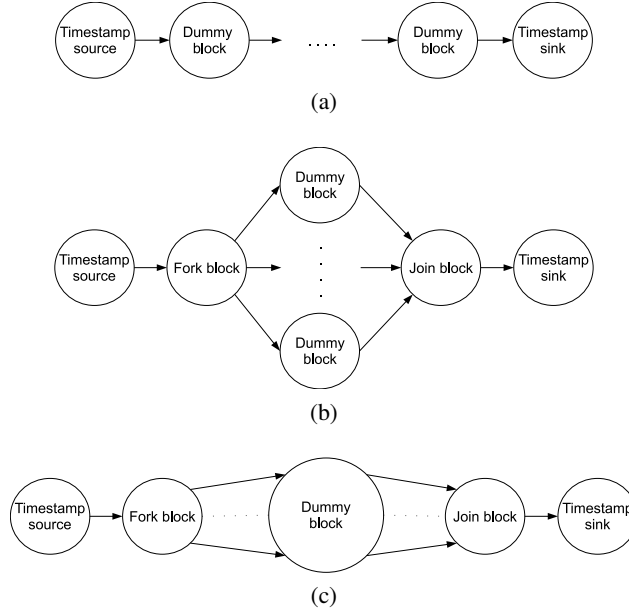 Timestamp
source
Dummy
block
....
Dummy
block
Timestamp
sink
(a)
Dummy
block
Timestamp
source
Fork block
Join block
Timestamp
sink
Dummy
block
(b)
Timestamp
source
Fork block
Dummy
block
Join block
Timestamp
sink
(c)